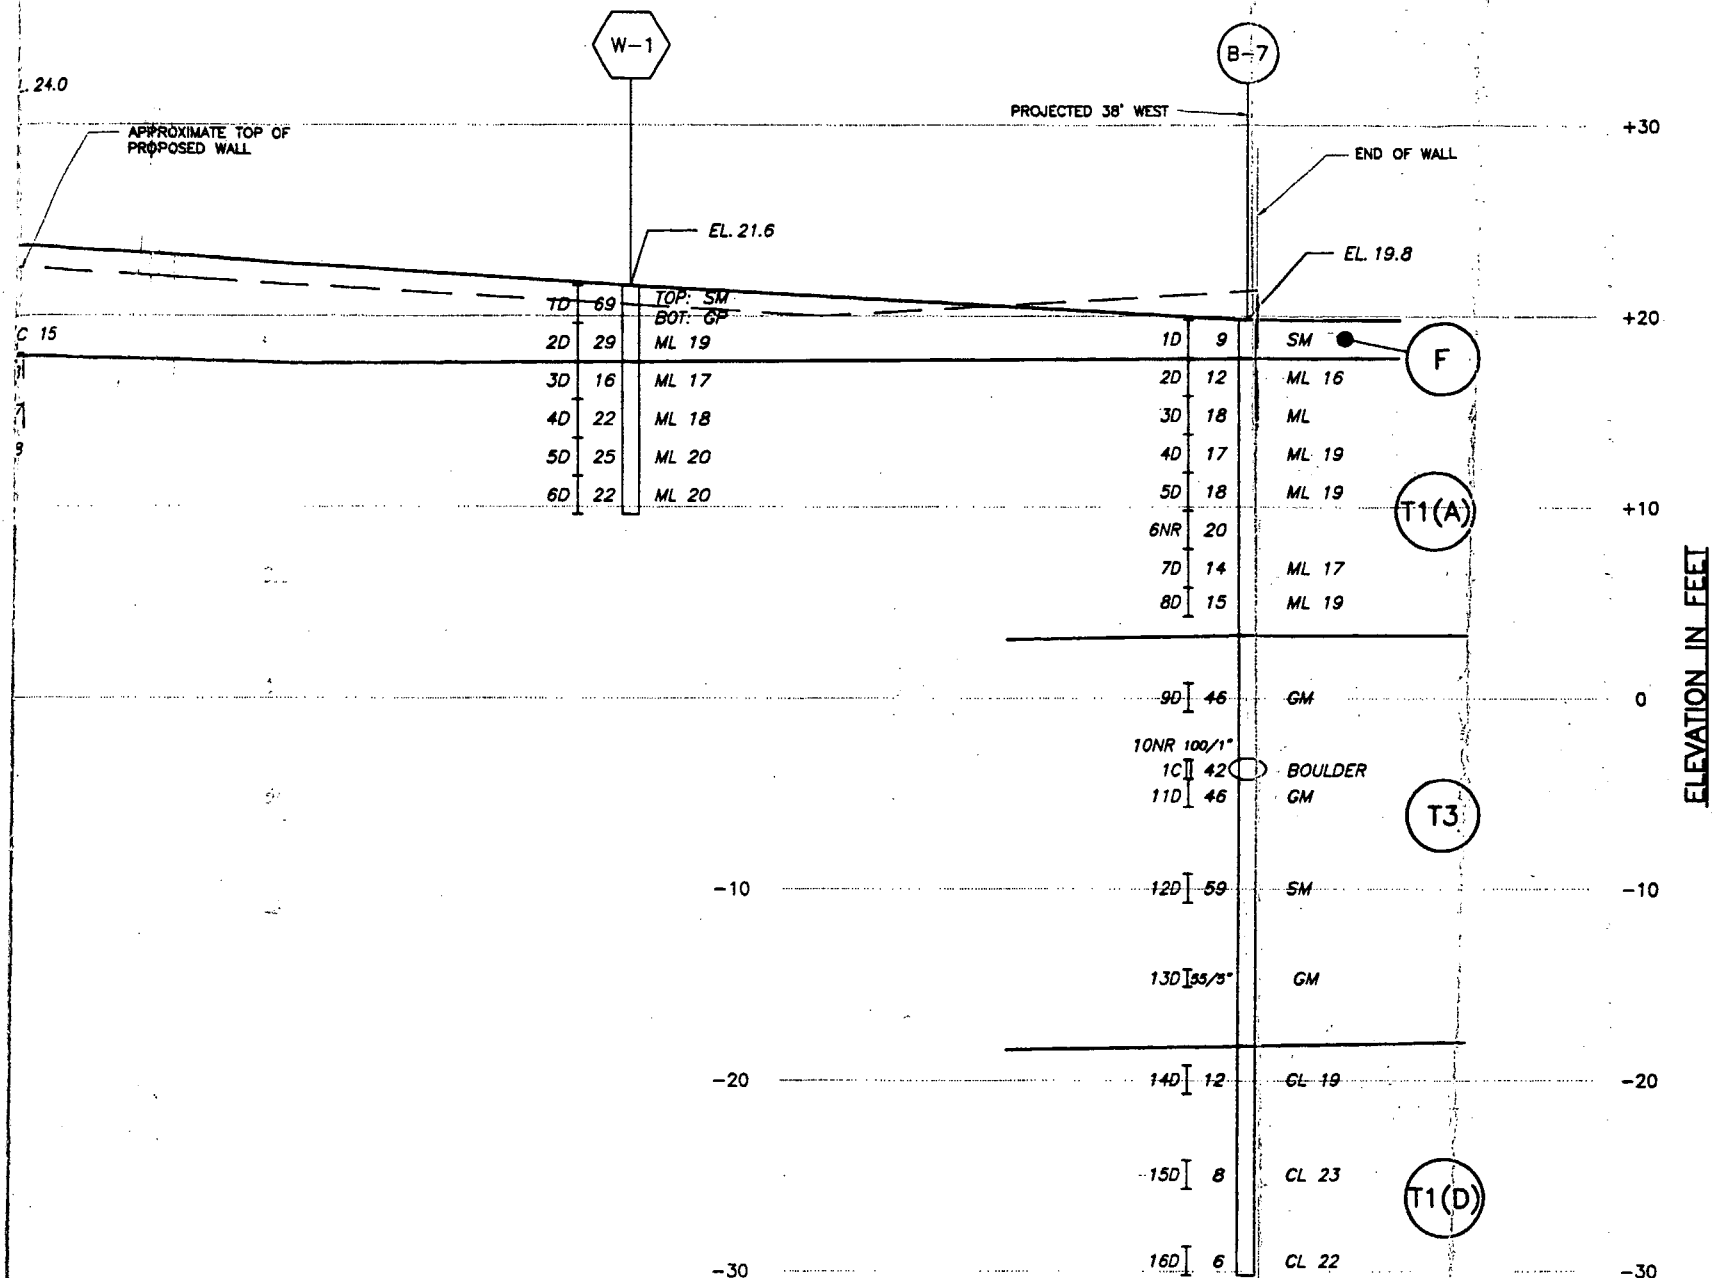 W-1
B-7
24.0
PROJECTED 38' WEST
+30
APPROXIMATE TOP OF
PROPOSED WALL
END OF WALL
EL. 21.6
EL. 19.8
1D 69 TOP: SM
BOT: GP
+20
C 15
2D 29 ML 19
1D 9 SM
F
3D 16 ML 17
2D 12 ML 16
4D 22 ML 18
3D 18 ML
5D 25 ML 20
4D 17 ML 19
6D 22 ML 20
5D 18 ML 19
T1(A)
+10
6NR 20
7D 14 ML 17
8D 15 ML 19
ELEVATION IN FEET
9D 46 GM
0
10NR 100/1"
1C 42 BOULDER
11D 46 GM
T3
-10
12D 59 SM
-10
13D 55/5" GM
-20
14D 12 CL 19
-20
15D 8 CL 23
T1(D)
-30
16D 6 CL 22
-30